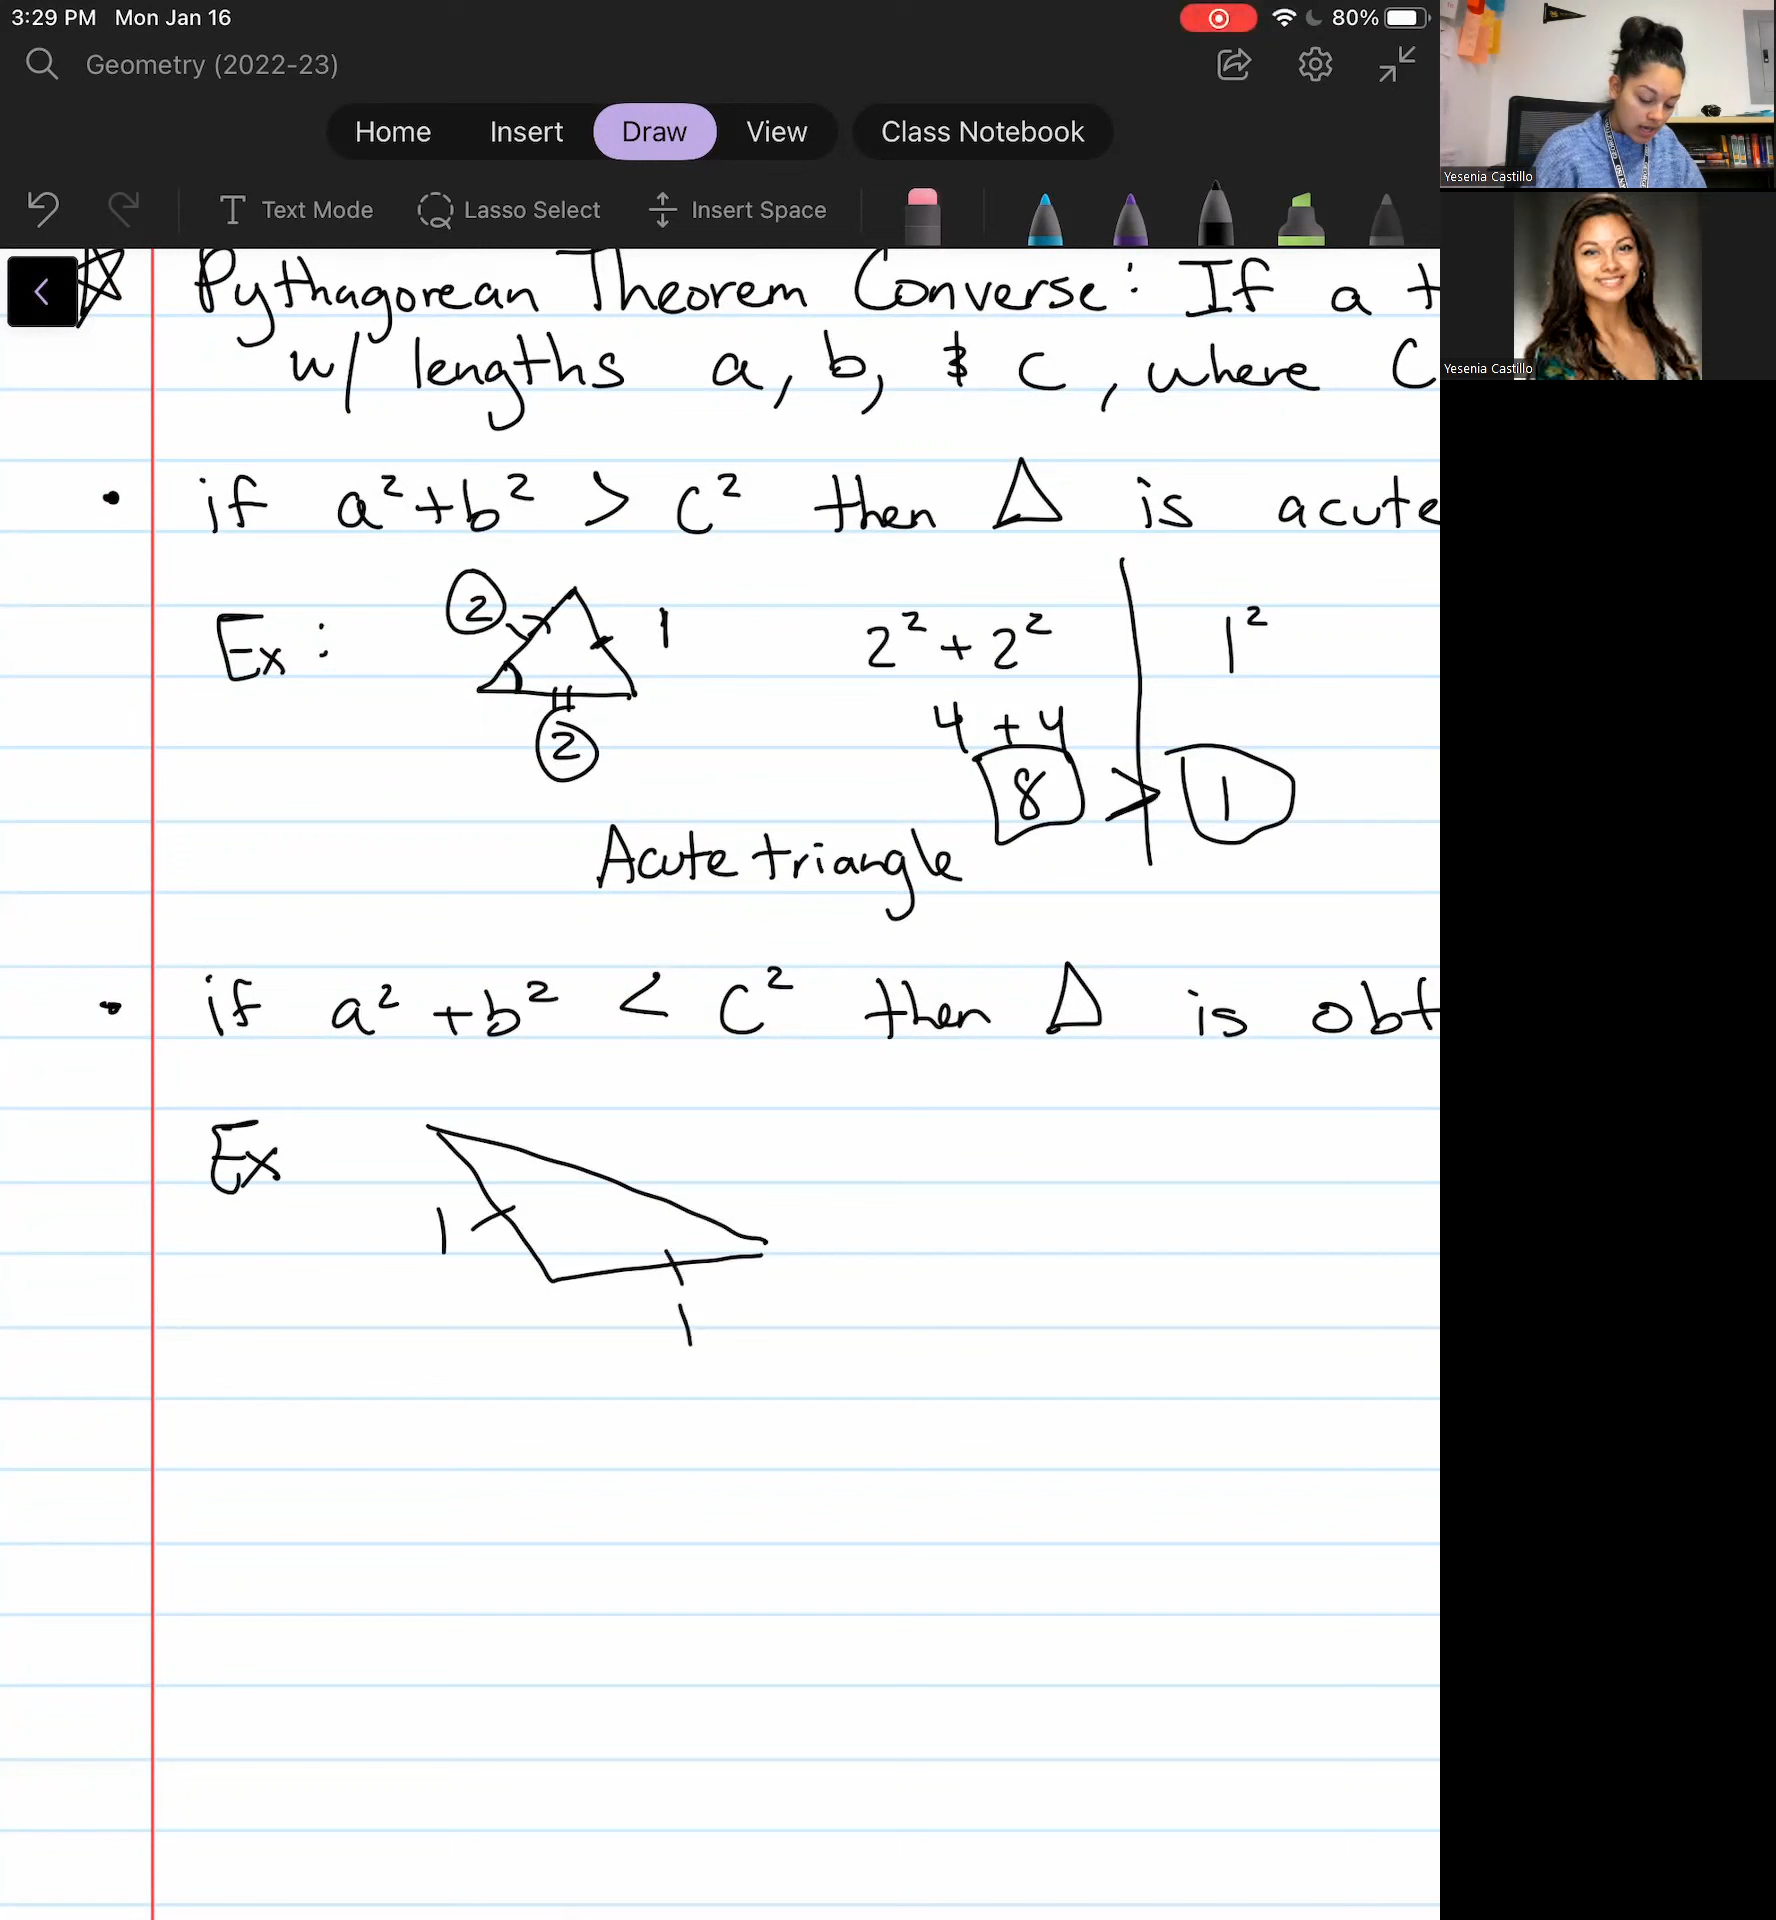 3:29 PM Mon Jan 16
80%
Geometry (2022-23)
Home Insert Draw View Class Notebook
Text Mode Lasso Select Insert Space
Yesenia Castillo
Yesenia Castillo
Pythagorean Theorem Converse: If a t
w/ lengths a, b, & c, where C
• if a² + b² > c² then △ is acute
Ex: 2 1 2² + 2² 1²
4 + 4
2 8 > 1
Acute triangle
• if a² + b² < c² then △ is obt
Ex
1
1